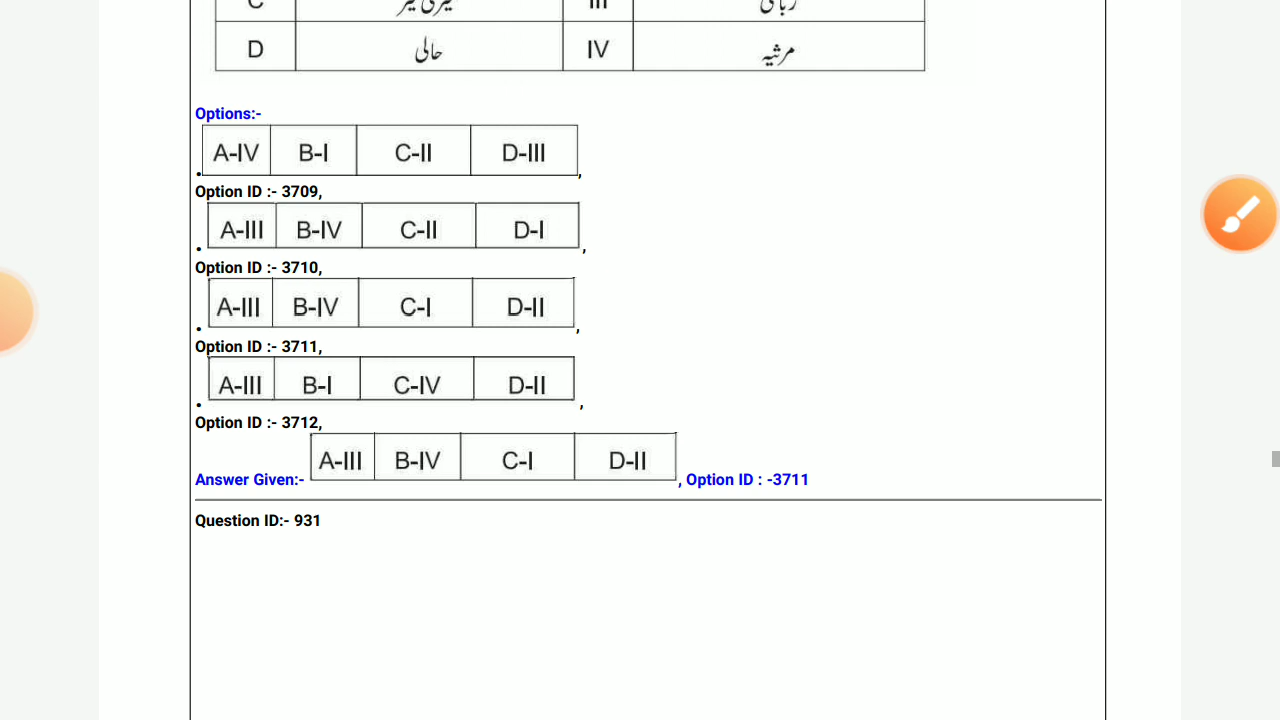 C III رباعی
D حالی IV مرثیہ
Options:-
A-IV B-I C-II D-III ,
Option ID :- 3709,
A-III B-IV C-II D-I ,
Option ID :- 3710,
A-III B-IV C-I D-II ,
Option ID :- 3711,
A-III B-I C-IV D-II ,
Option ID :- 3712,
A-III B-IV C-I D-II
Answer Given:- , Option ID : -3711
Question ID:- 931